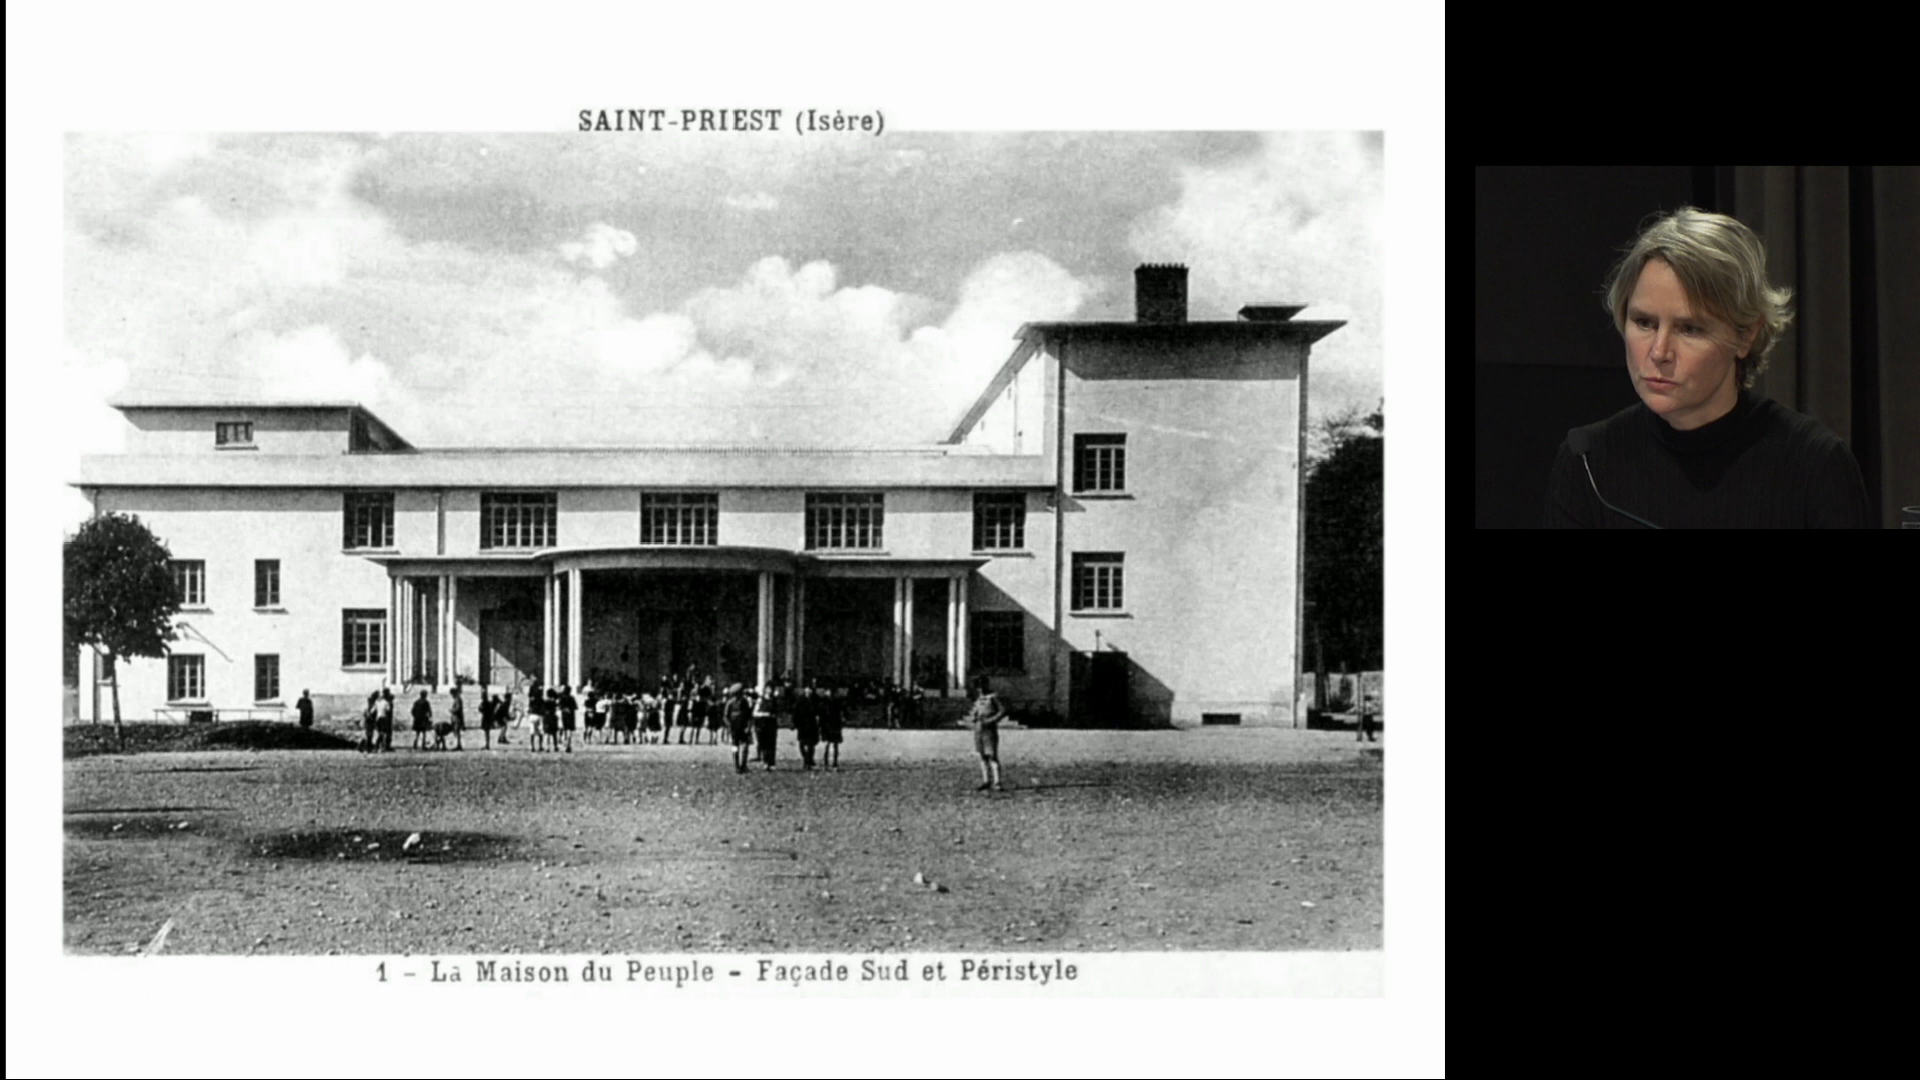 SAINT-PRIEST (Isère)
1 - La Maison du Peuple - Façade Sud et Péristyle